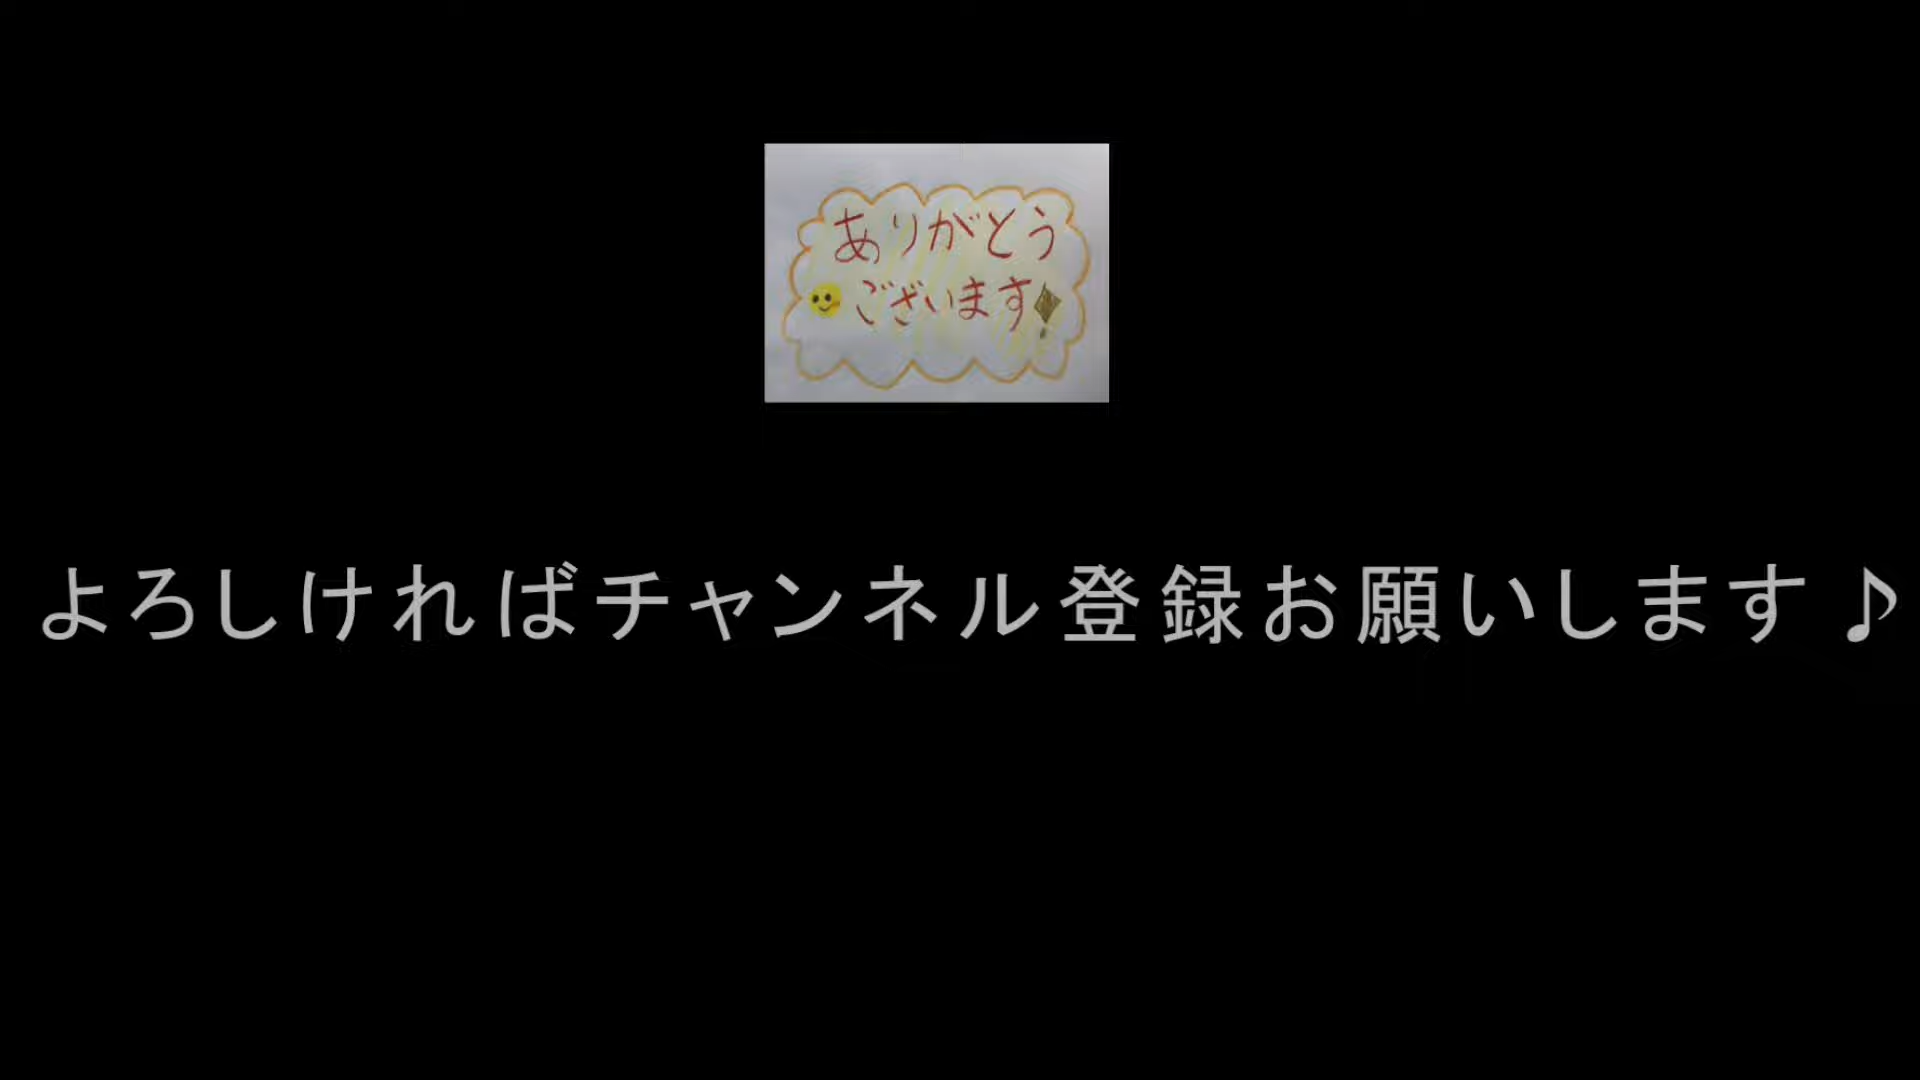 ありがとう
ございます
よろしければチャンネル登録お願いします♪